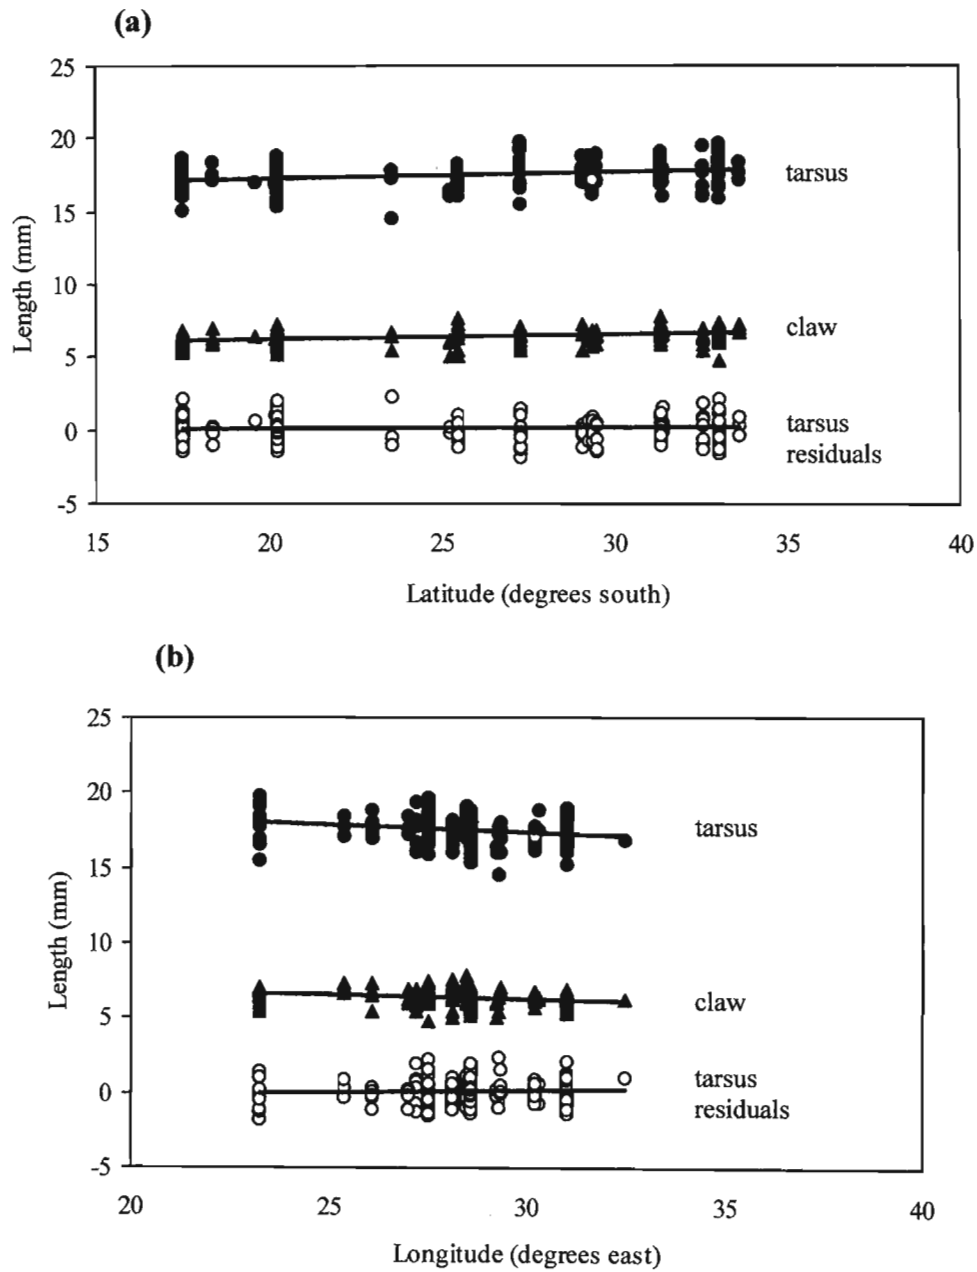 (a)
25
20
tarsus
15
Length (mm)
10
claw
5
0
tarsus
residuals
-5
15 20 25 30 35 40
Latitude (degrees south)
(b)
25
20
tarsus
15
Length (mm)
10
claw
5
0
tarsus
residuals
-5
20 25 30 35 40
Longitude (degrees east)